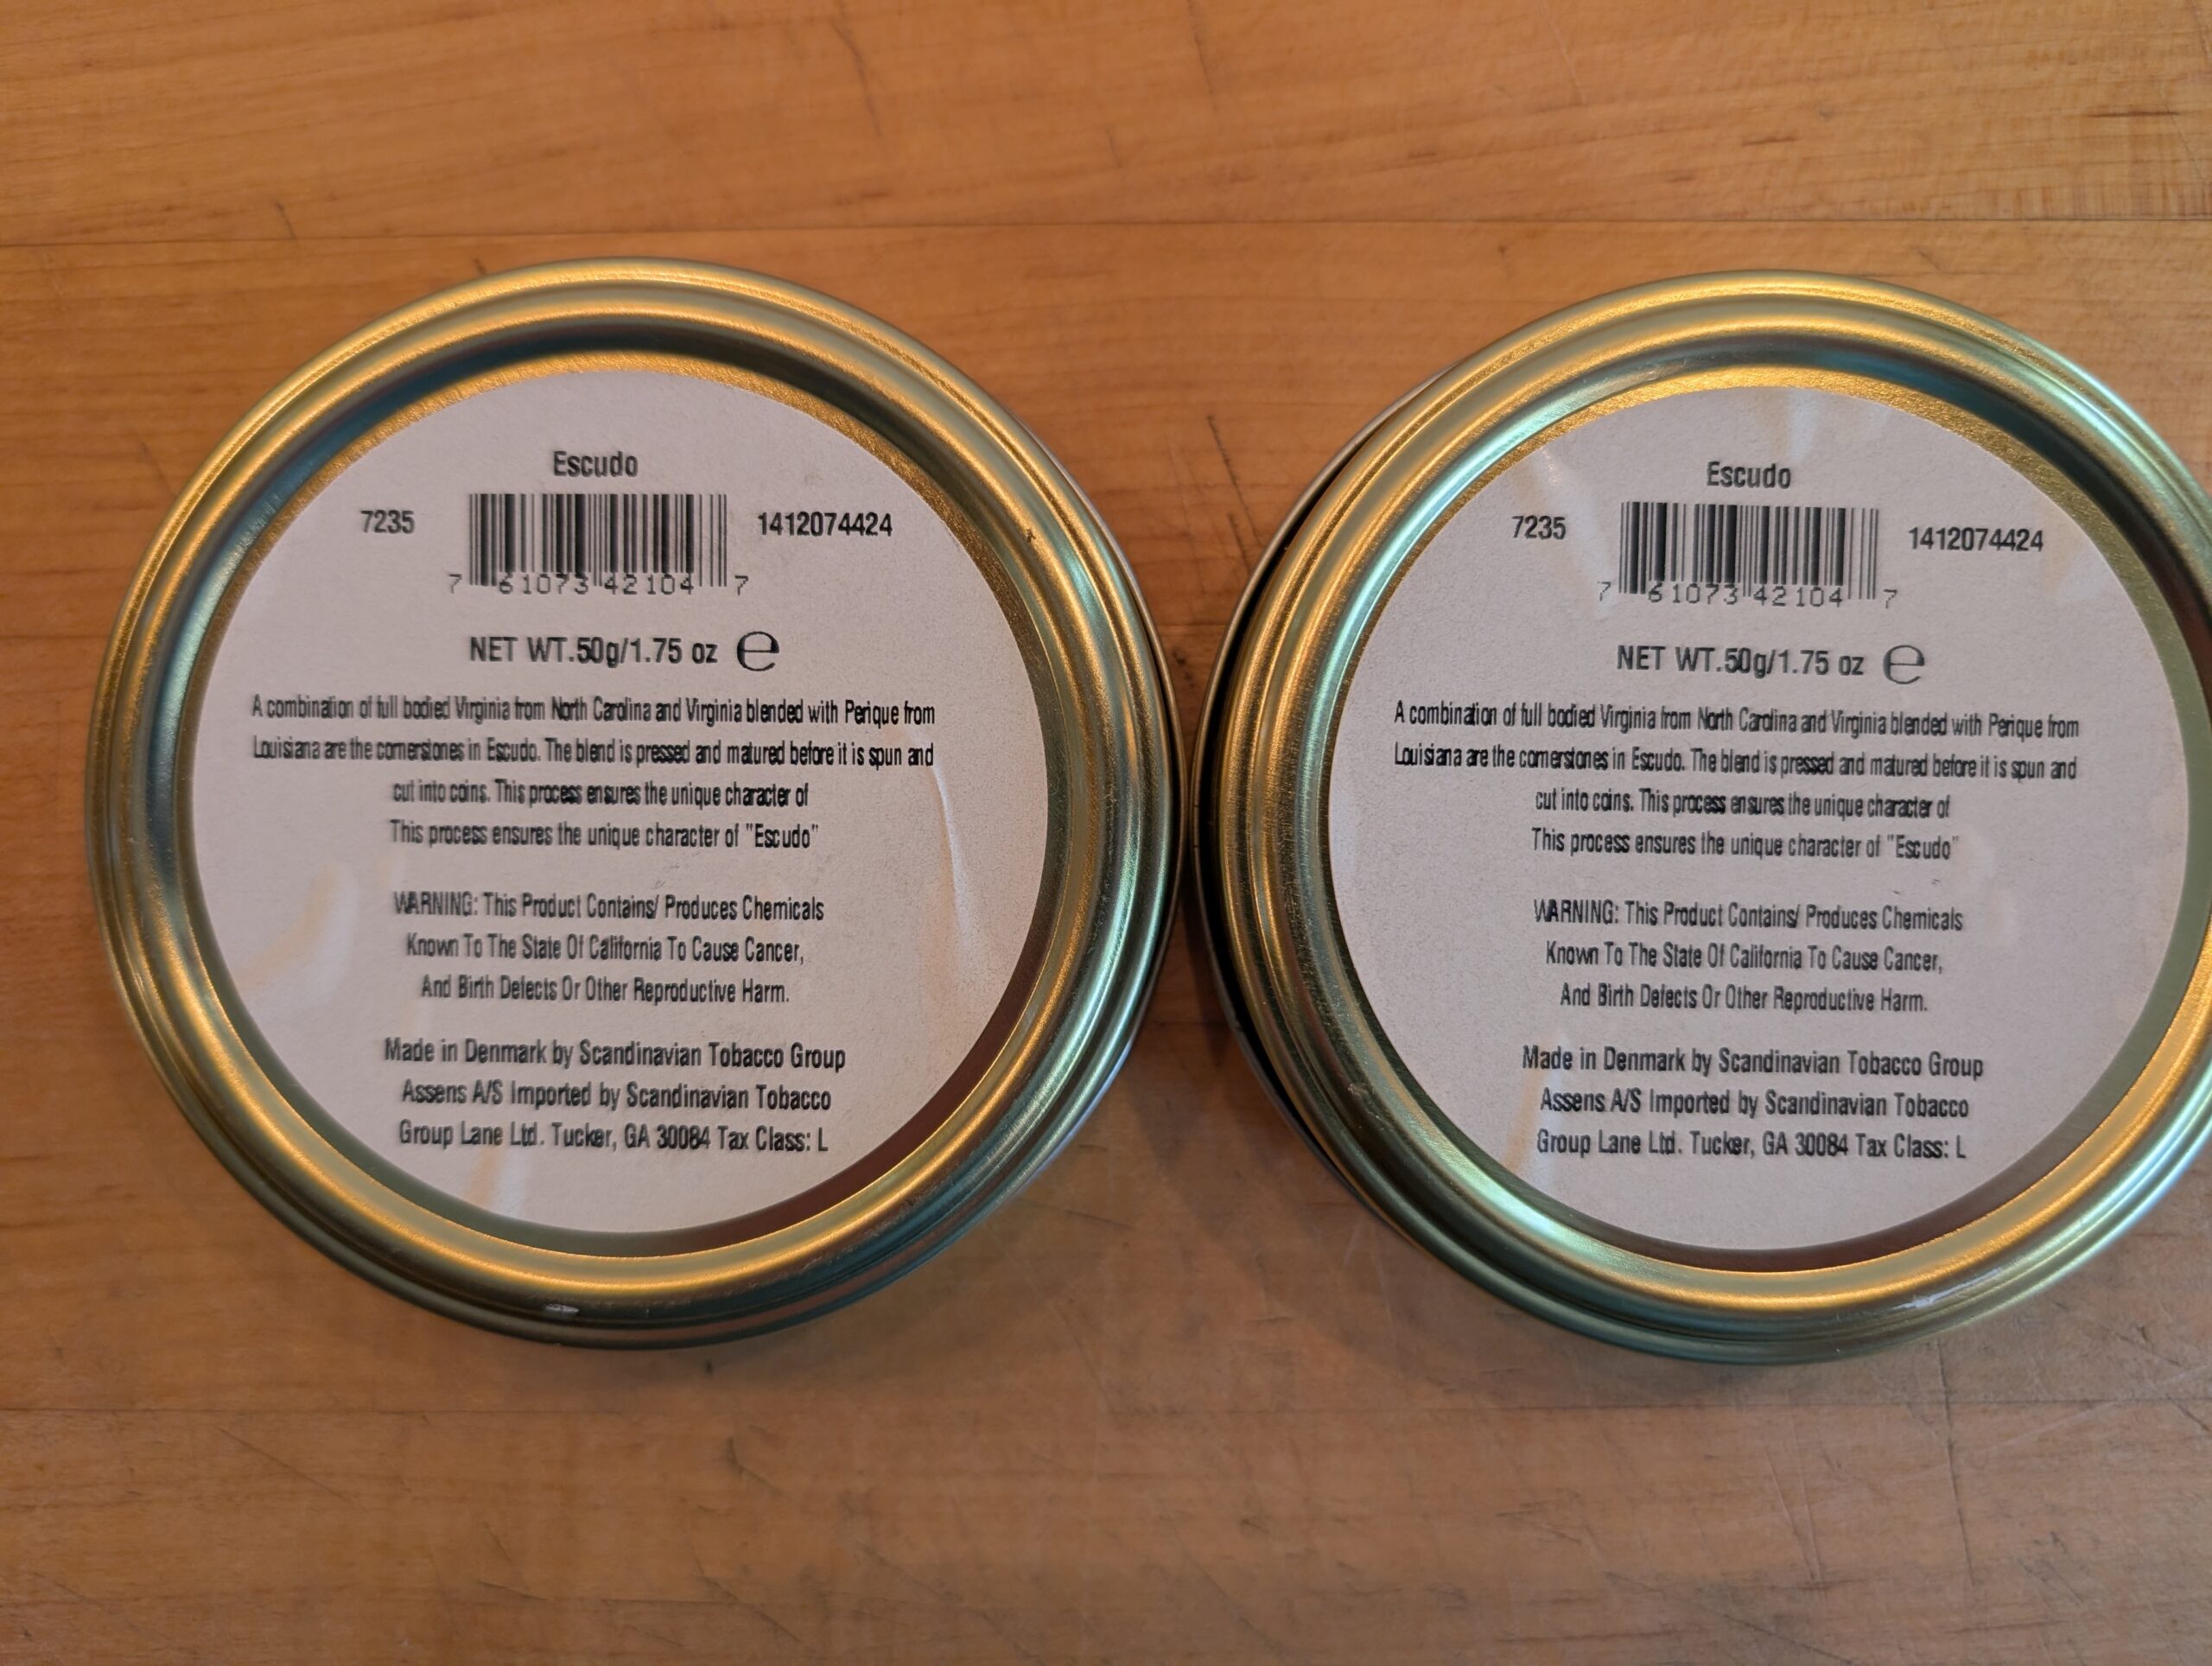 Escudo
7235
1412074424
7 61073 42104 7
NET WT.50g/1.75 oz ℮
A combination of full bodied Virginia from North Carolina and Virginia blended with Perique from
Louisiana are the cornerstones in Escudo. The blend is pressed and matured before it is spun and
cut into coins. This process ensures the unique character of
This process ensures the unique character of "Escudo"
WARNING: This Product Contains/ Produces Chemicals
Known To The State Of California To Cause Cancer,
And Birth Defects Or Other Reproductive Harm.
Made in Denmark by Scandinavian Tobacco Group
Assens A/S Imported by Scandinavian Tobacco
Group Lane Ltd. Tucker, GA 30084 Tax Class: L
Escudo
7235
1412074424
7 61073 42104 7
NET WT.50g/1.75 oz ℮
A combination of full bodied Virginia from North Carolina and Virginia blended with Perique from
Louisiana are the cornerstones in Escudo. The blend is pressed and matured before it is spun and
cut into coins. This process ensures the unique character of
This process ensures the unique character of "Escudo"
WARNING: This Product Contains/ Produces Chemicals
Known To The State Of California To Cause Cancer,
And Birth Defects Or Other Reproductive Harm.
Made in Denmark by Scandinavian Tobacco Group
Assens A/S Imported by Scandinavian Tobacco
Group Lane Ltd. Tucker, GA 30084 Tax Class: L